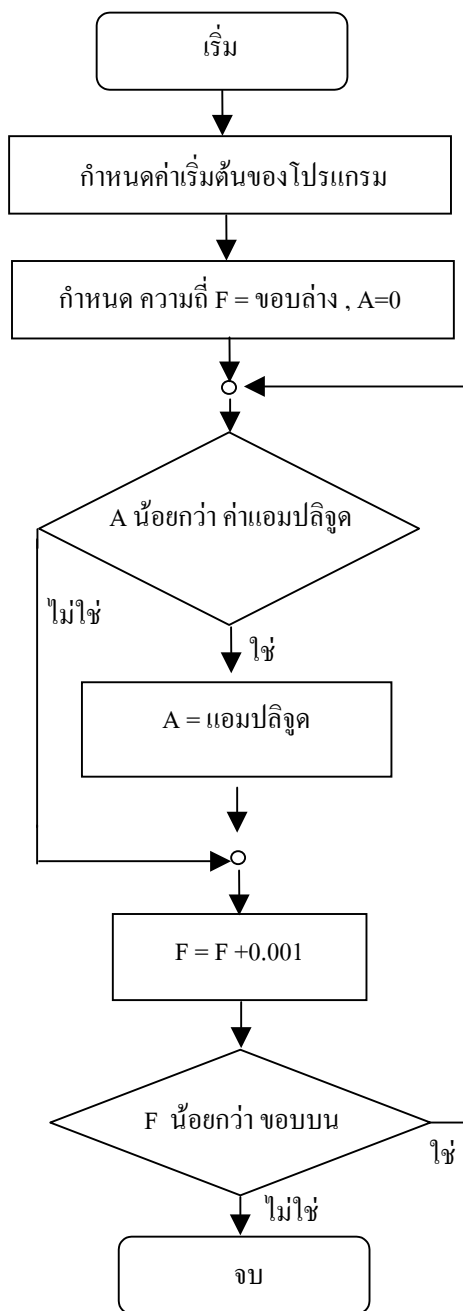 เริ่ม
กำหนดค่าเริ่มต้นของโปรแกรม
กำหนด ความถี่ F = ขอบล่าง , A=0
A น้อยกว่า ค่าแอมปลิจูด
ไม่ใช่
ใช่
A = แอมปลิจูด
F = F +0.001
F น้อยกว่า ขอบบน
ใช่
ไม่ใช่
จบ